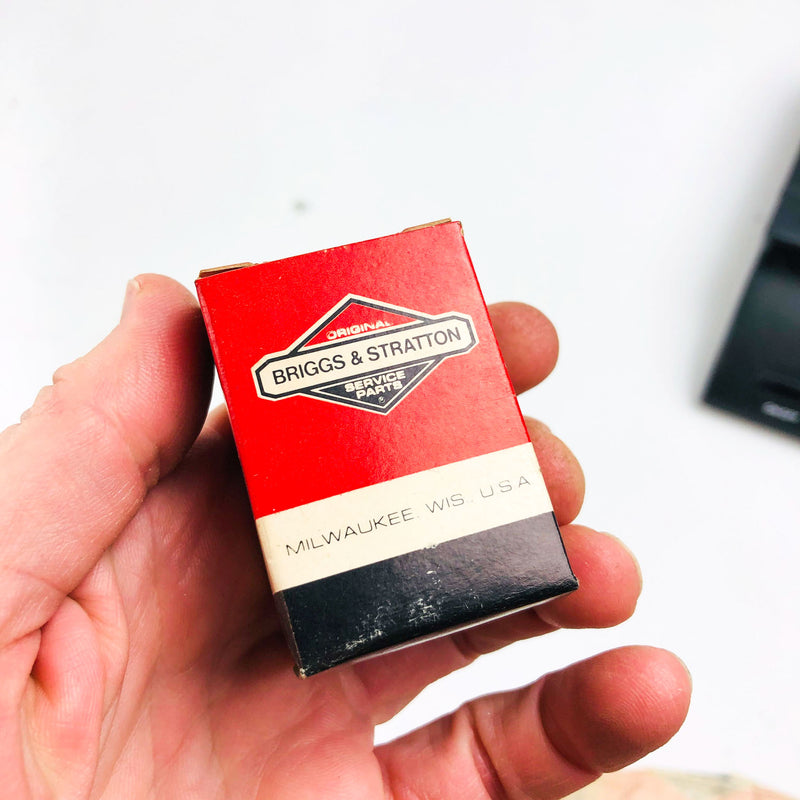 ORIGINAL
BRIGGS & STRATTON
SERVICE
PARTS
®
MILWAUKEE, WIS., U S A